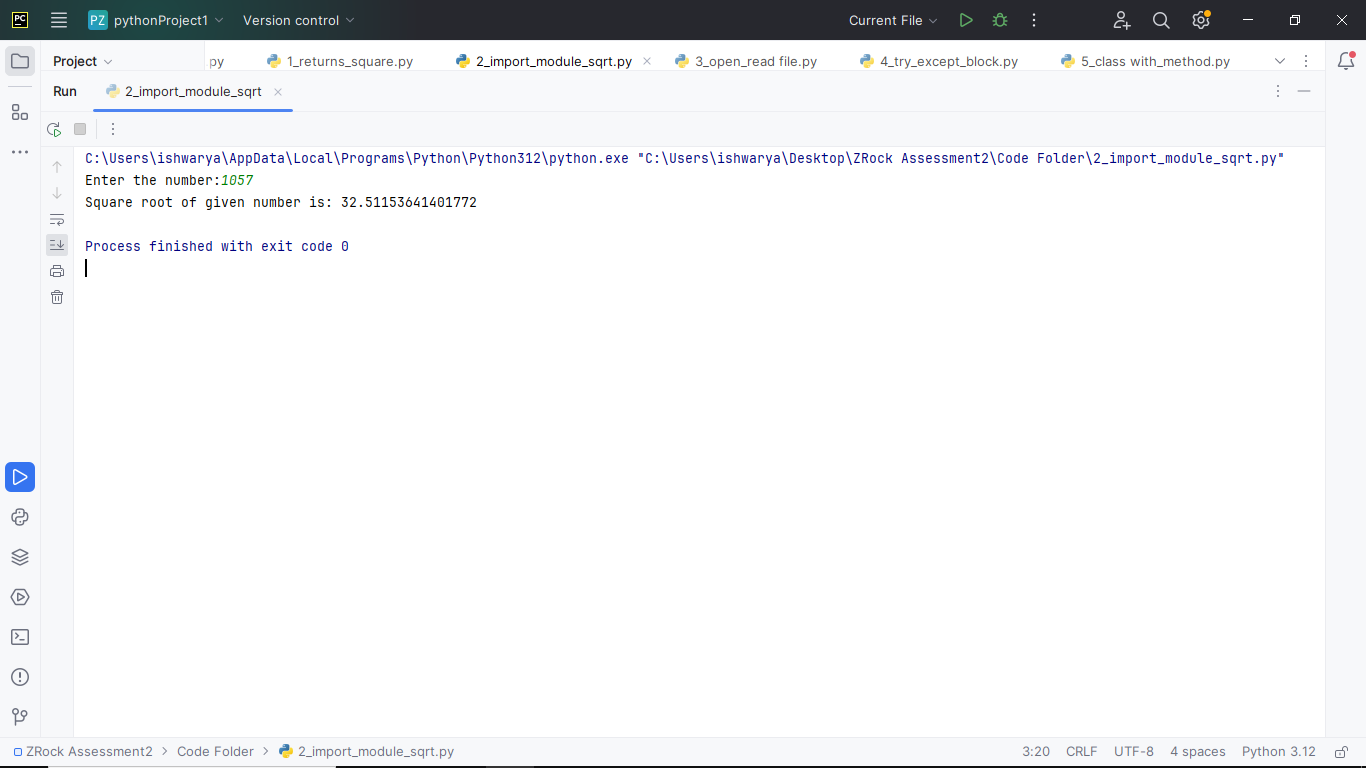 PC PZ pythonProject1 Version control Current File
Project py 1_returns_square.py 2_import_module_sqrt.py 3_open_read file.py 4_try_except_block.py 5_class with_method.py
Run 2_import_module_sqrt
C:\Users\ishwarya\AppData\Local\Programs\Python\Python312\python.exe "C:\Users\ishwarya\Desktop\ZRock Assessment2\Code Folder\2_import_module_sqrt.py"
Enter the number:1057
Square root of given number is: 32.51153641401772
Process finished with exit code 0
ZRock Assessment2 > Code Folder > 2_import_module_sqrt.py 3:20 CRLF UTF-8 4 spaces Python 3.12